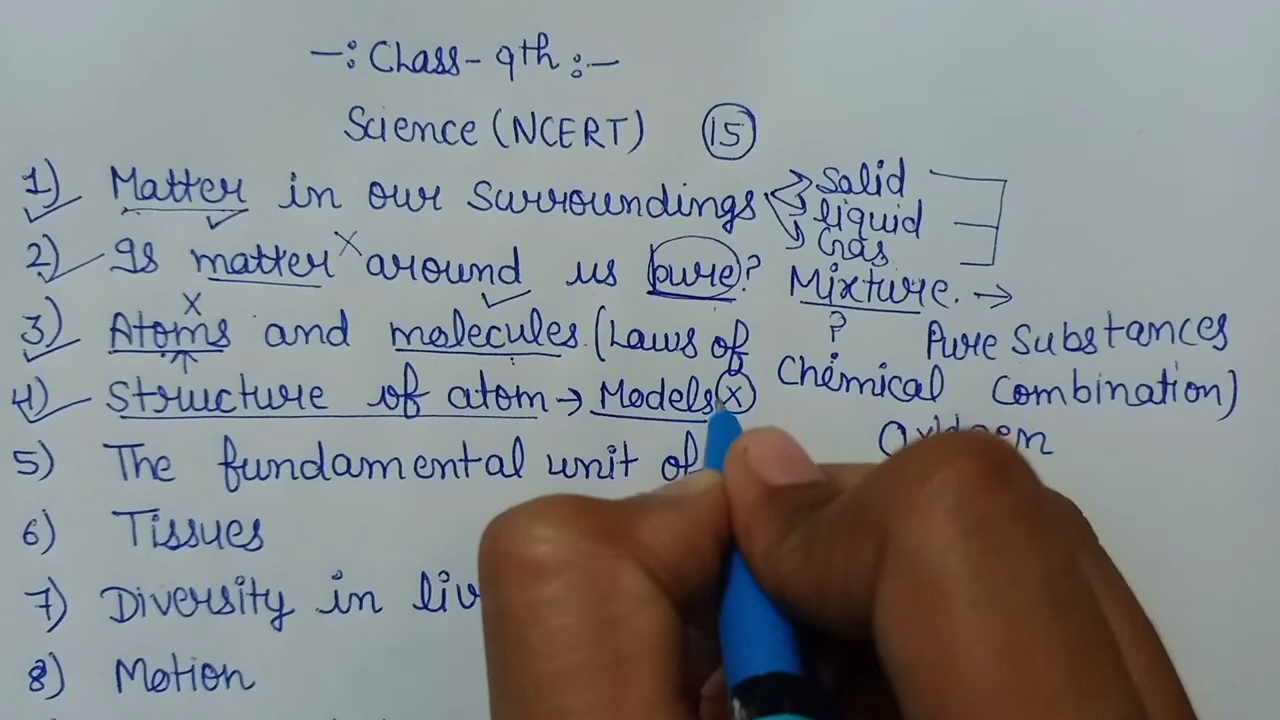 -: Class- 9th :-
Science (NCERT) 15
1) Matter in our surroundings Salid
liquid
Gas
2) Is matter x around us pure? Mixture. →
x ? Pure Substances
3) Atoms and molecules. (Laws of Chemical Combination)
4) Structure of atom → Models x
5) The fundamental unit of
6) Tissues
7) Diversity in
8) Motion